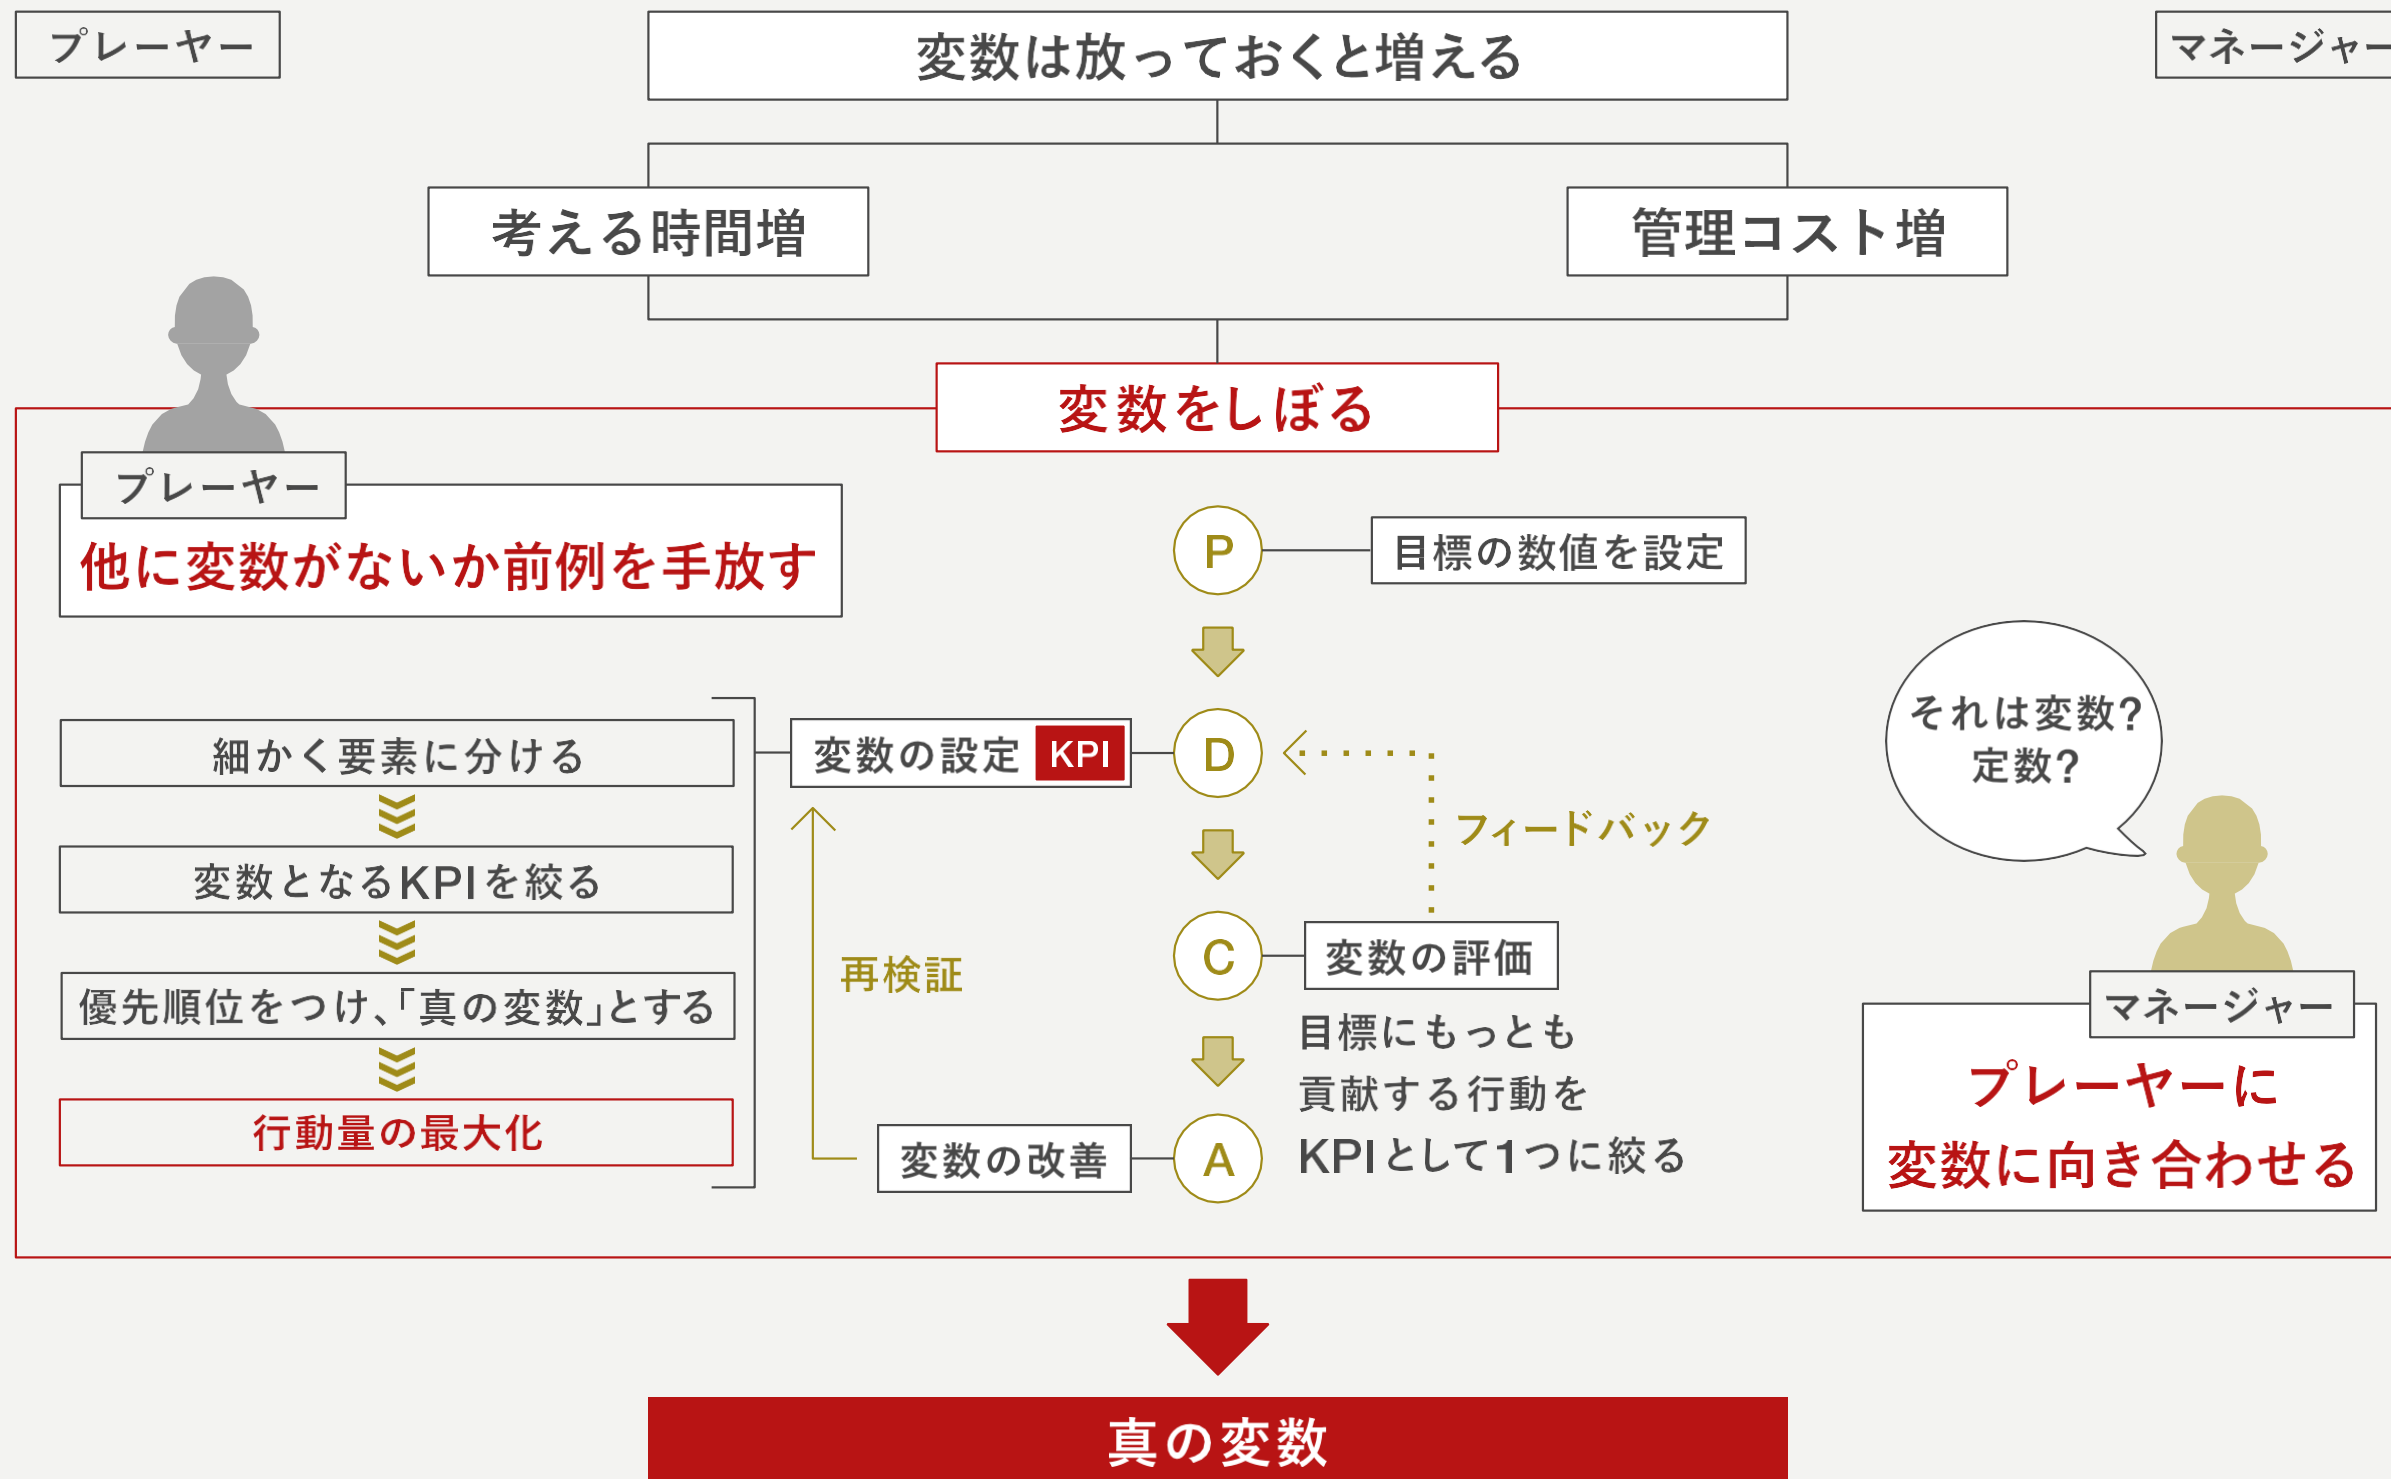 プレーヤー
変数は放っておくと増える
マネージャー
考える時間増
管理コスト増
変数をしぼる
プレーヤー
他に変数がないか前例を手放す
P
目標の数値を設定
それは変数?
定数?
細かく要素に分ける
変数の設定 KPI
D
フィードバック
変数となるKPIを絞る
再検証
C
変数の評価
優先順位をつけ、「真の変数」とする
目標にもっとも
貢献する行動を
KPIとして1つに絞る
マネージャー
プレーヤーに
変数に向き合わせる
行動量の最大化
変数の改善
A
真の変数